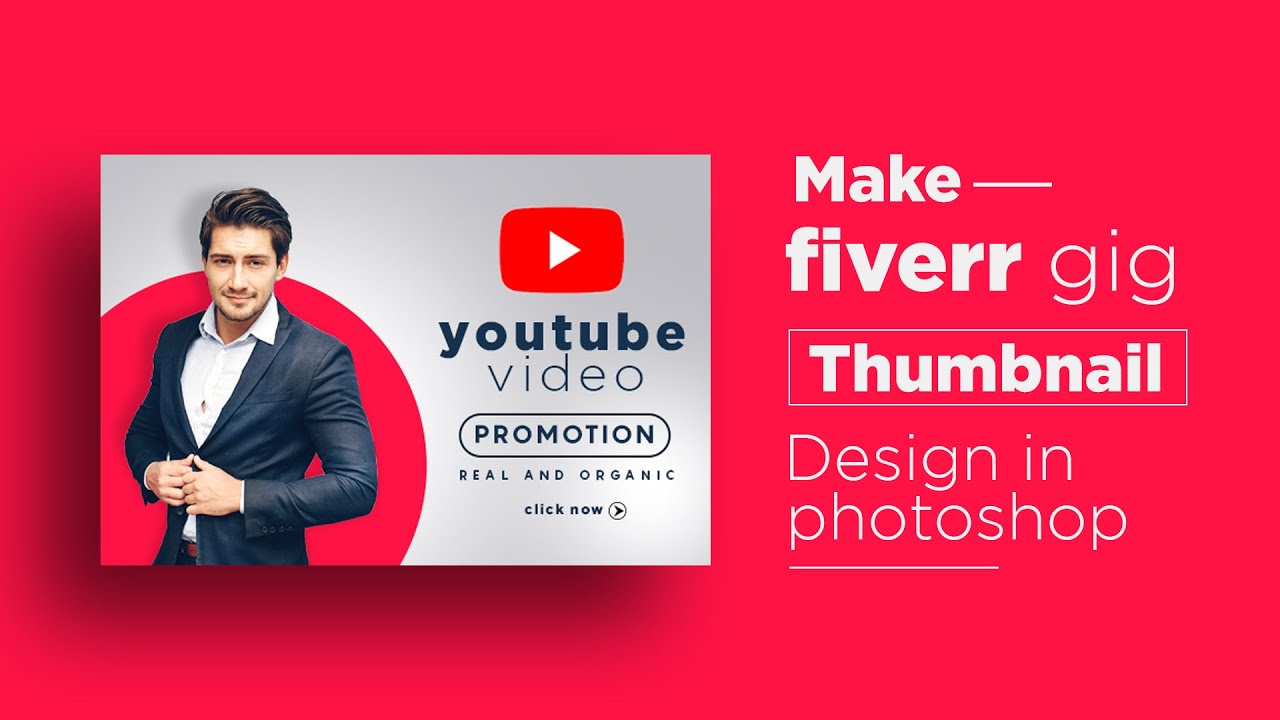 youtube
video
PROMOTION
REAL AND ORGANIC
click now
Make
fiverr gig
Thumbnail
Design in
photoshop